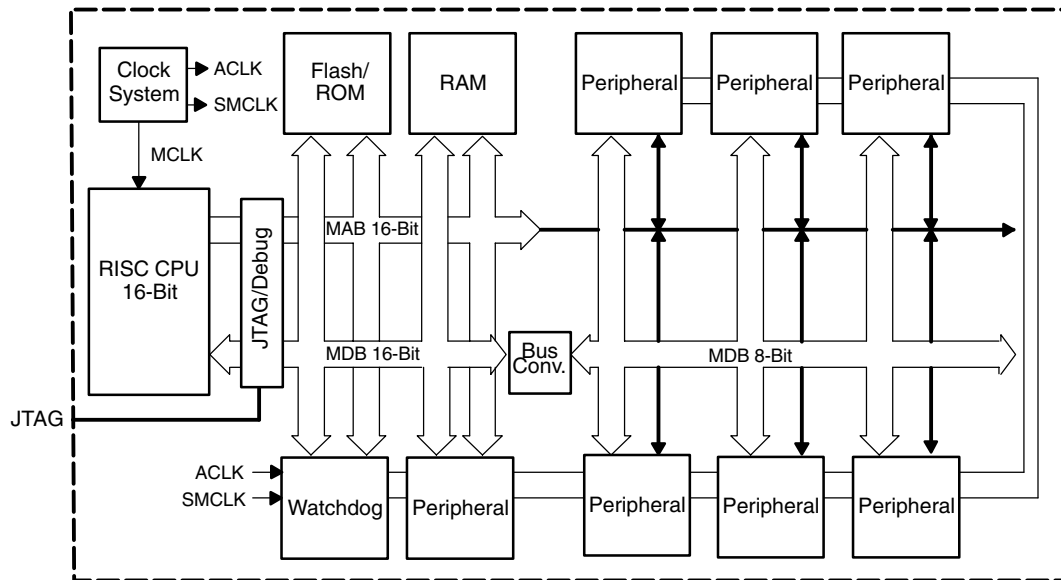 Clock
System
ACLK
SMCLK
MCLK
Flash/
ROM
RAM
Peripheral
Peripheral
Peripheral
RISC CPU
16-Bit
JTAG/Debug
MAB 16-Bit
MDB 16-Bit
Bus
Conv.
MDB 8-Bit
JTAG
ACLK
SMCLK
Watchdog
Peripheral
Peripheral
Peripheral
Peripheral